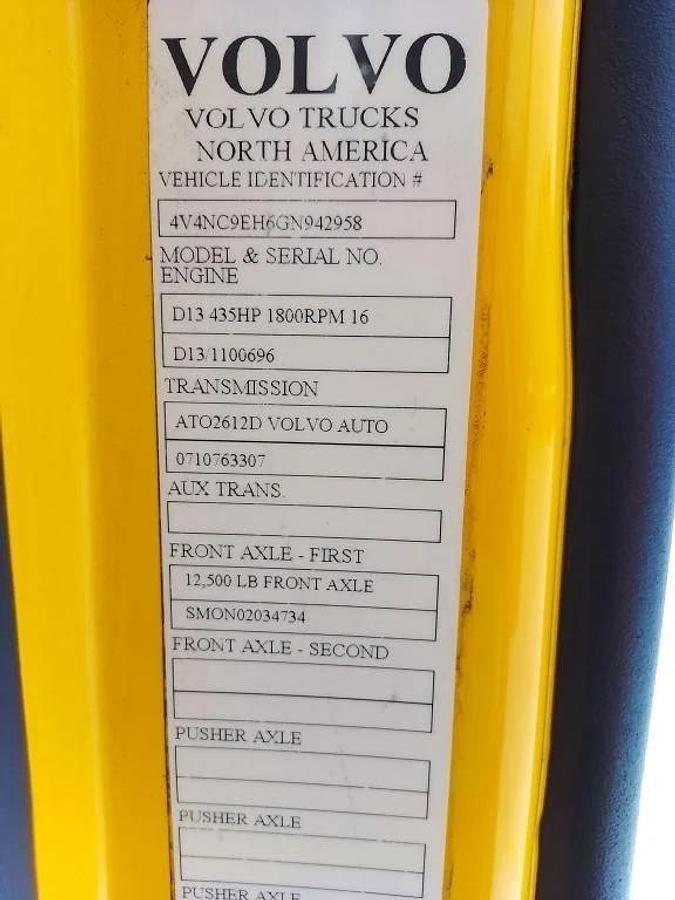 VOLVO
VOLVO TRUCKS
NORTH AMERICA
VEHICLE IDENTIFICATION #
4V4NC9EH6GN942958
MODEL & SERIAL NO.
ENGINE
D13 435HP 1800RPM 16
D13/1100696
TRANSMISSION
ATO2612D VOLVO AUTO
0710763307
AUX TRANS.
FRONT AXLE - FIRST
12,500 LB FRONT AXLE
SMON02034734
FRONT AXLE - SECOND
PUSHER AXLE
PUSHER AXLE
PUSHER AXLE